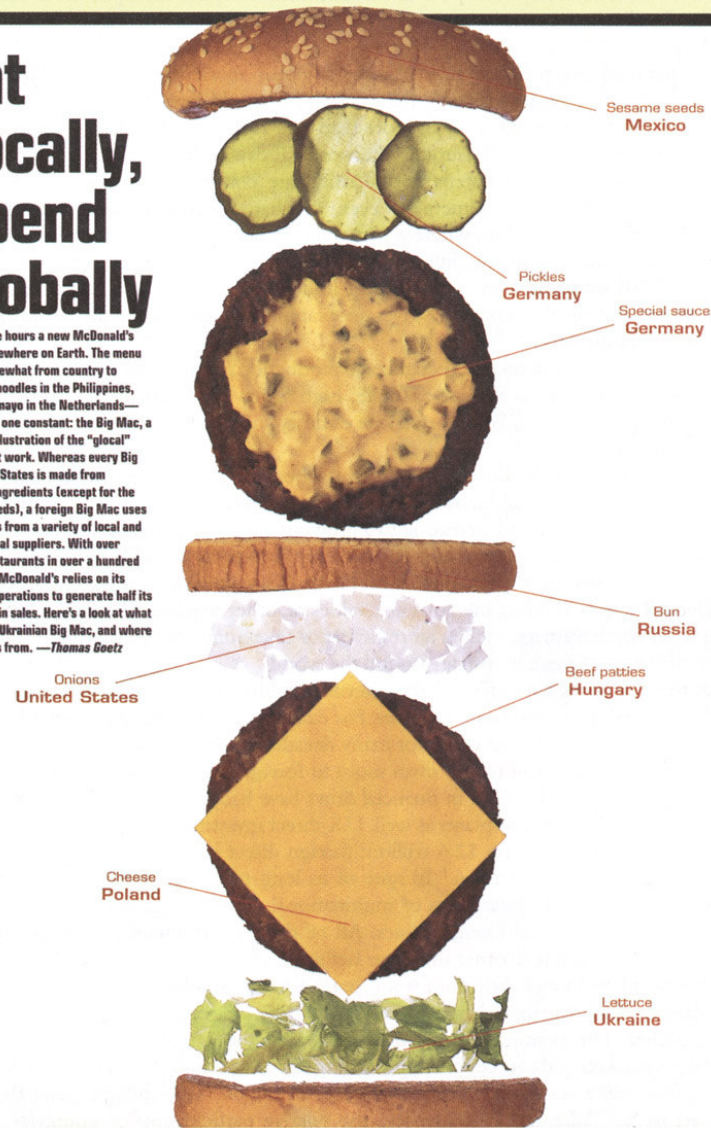 t
ocally,
pend
obally
e hours a new McDonald's
ewhere on Earth. The menu
ewhat from country to
noodles in the Philippines,
mayo in the Netherlands—
one constant: the Big Mac, a
lustration of the "glocal"
t work. Whereas every Big
States is made from
ngredients (except for the
eds), a foreign Big Mac uses
s from a variety of local and
al suppliers. With over
taurants in over a hundred
McDonald's relies on its
perations to generate half its
in sales. Here's a look at what
Ukrainian Big Mac, and where
s from. —Thomas Goetz
Sesame seeds
Mexico
Pickles
Germany
Special sauce
Germany
Bun
Russia
Onions
United States
Beef patties
Hungary
Cheese
Poland
Lettuce
Ukraine